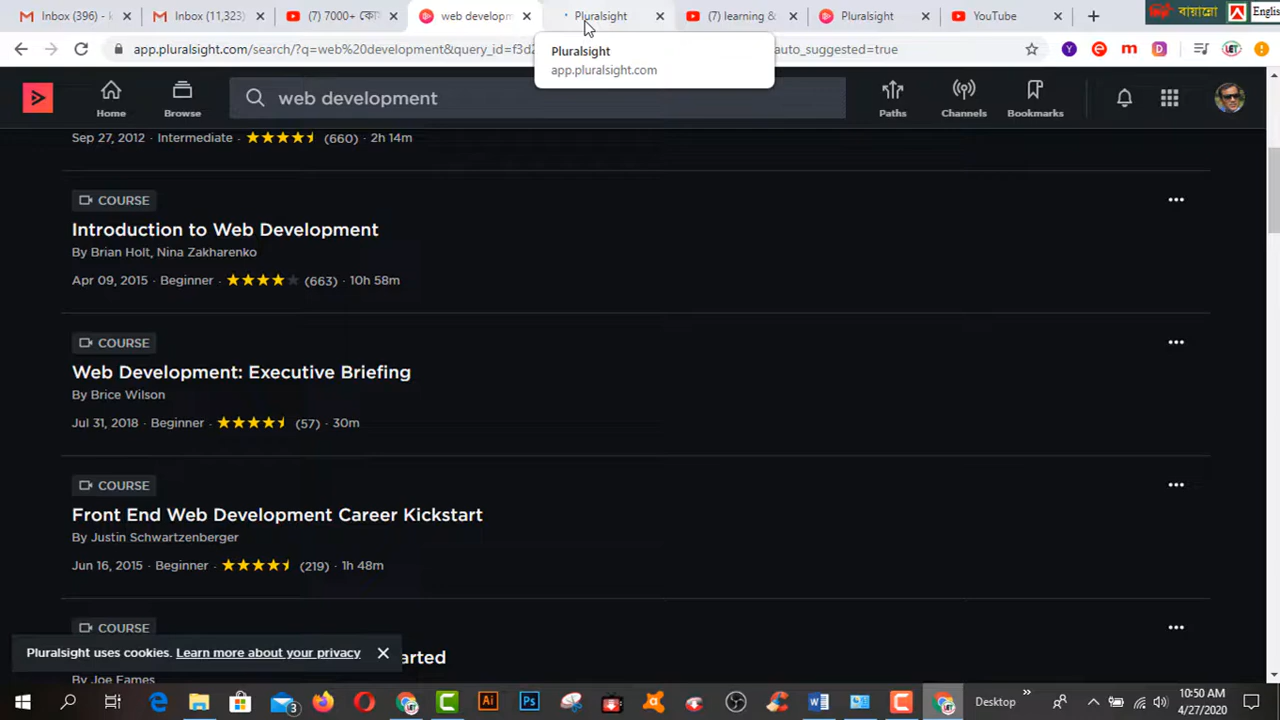 Inbox (396) - k
Inbox (11,323)
(7) 7000+ কো
web developm
Pluralsight
(7) learning &
Pluralsight
YouTube
বায়ান্নো
Englis
app.pluralsight.com/search/?q=web%20development&query_id=f3d2
auto_suggested=true
Pluralsight
app.pluralsight.com
Home
Browse
web development
Paths
Channels
Bookmarks
Sep 27, 2012 · Intermediate · (660) · 2h 14m
COURSE
Introduction to Web Development
By Brian Holt, Nina Zakharenko
Apr 09, 2015 · Beginner · (663) · 10h 58m
COURSE
Web Development: Executive Briefing
By Brice Wilson
Jul 31, 2018 · Beginner · (57) · 30m
COURSE
Front End Web Development Career Kickstart
By Justin Schwartzenberger
Jun 16, 2015 · Beginner · (219) · 1h 48m
COURSE
arted
By Joe Eames
Pluralsight uses cookies. Learn more about your privacy
3
Desktop
10:50 AM
4/27/2020